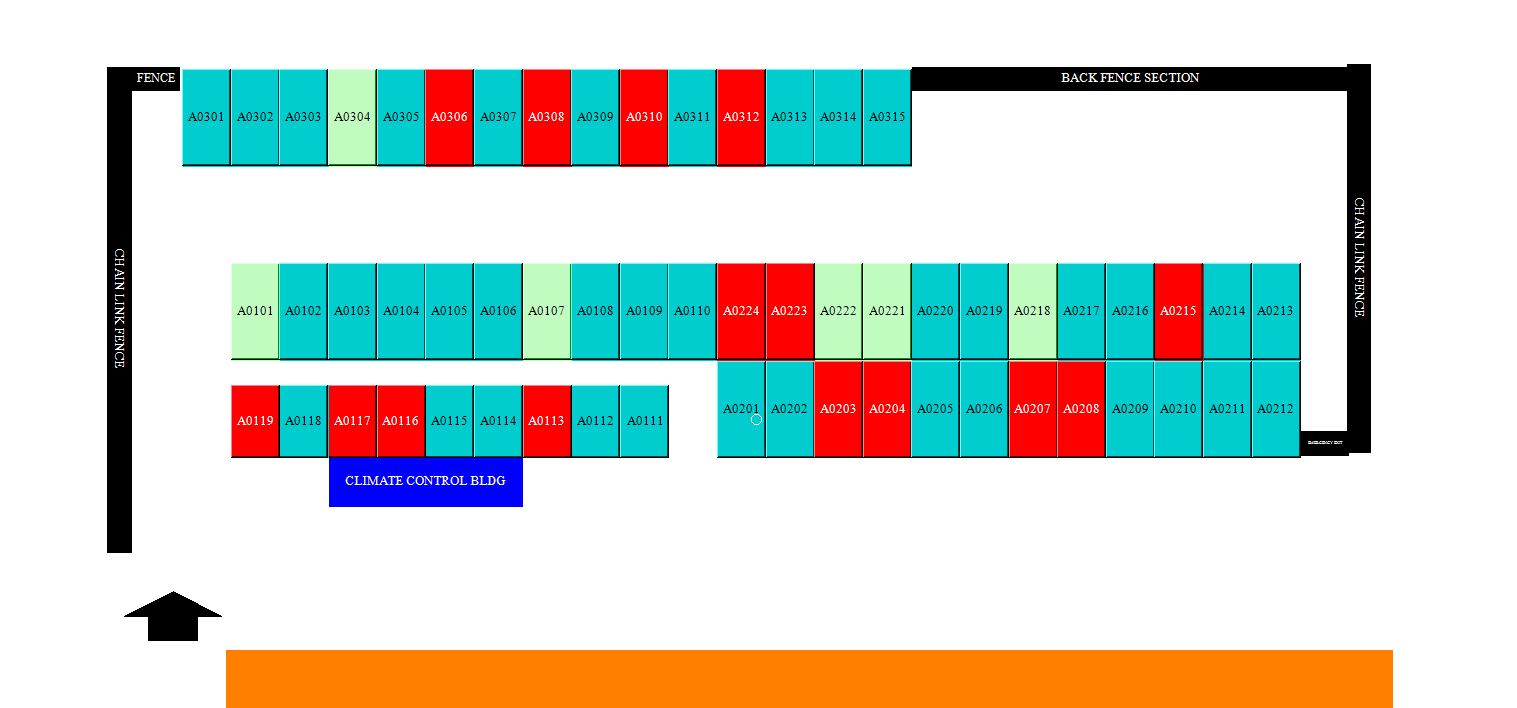 FENCE
BACK FENCE SECTION
A0301 A0302 A0303 A0304 A0305 A0306 A0307 A0308 A0309 A0310 A0311 A0312 A0313 A0314 A0315
CHAIN LINK FENCE
CHAIN LINK FENCE
A0101 A0102 A0103 A0104 A0105 A0106 A0107 A0108 A0109 A0110 A0224 A0223 A0222 A0221 A0220 A0219 A0218 A0217 A0216 A0215 A0214 A0213
A0201 A0202 A0203 A0204 A0205 A0206 A0207 A0208 A0209 A0210 A0211 A0212
A0119 A0118 A0117 A0116 A0115 A0114 A0113 A0112 A0111
EMERGENCY EXIT
CLIMATE CONTROL BLDG